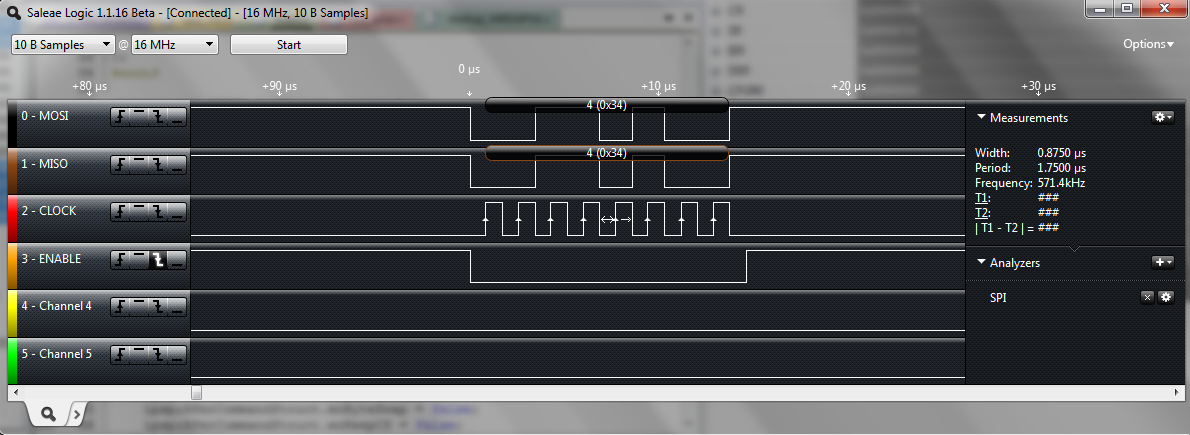 Saleae Logic 1.1.16 Beta - [Connected] - [16 MHz, 10 B Samples]
10 B Samples @ 16 MHz Start Options
0 µs
+80 µs +90 µs +10 µs +20 µs +30 µs
0 - MOSI
4 (0x34)
1 - MISO
4 (0x34)
2 - CLOCK
3 - ENABLE
4 - Channel 4
5 - Channel 5
Measurements
Width: 0.8750 µs
Period: 1.7500 µs
Frequency: 571.4kHz
T1: ###
T2: ###
| T1 - T2 | = ###
Analyzers
SPI